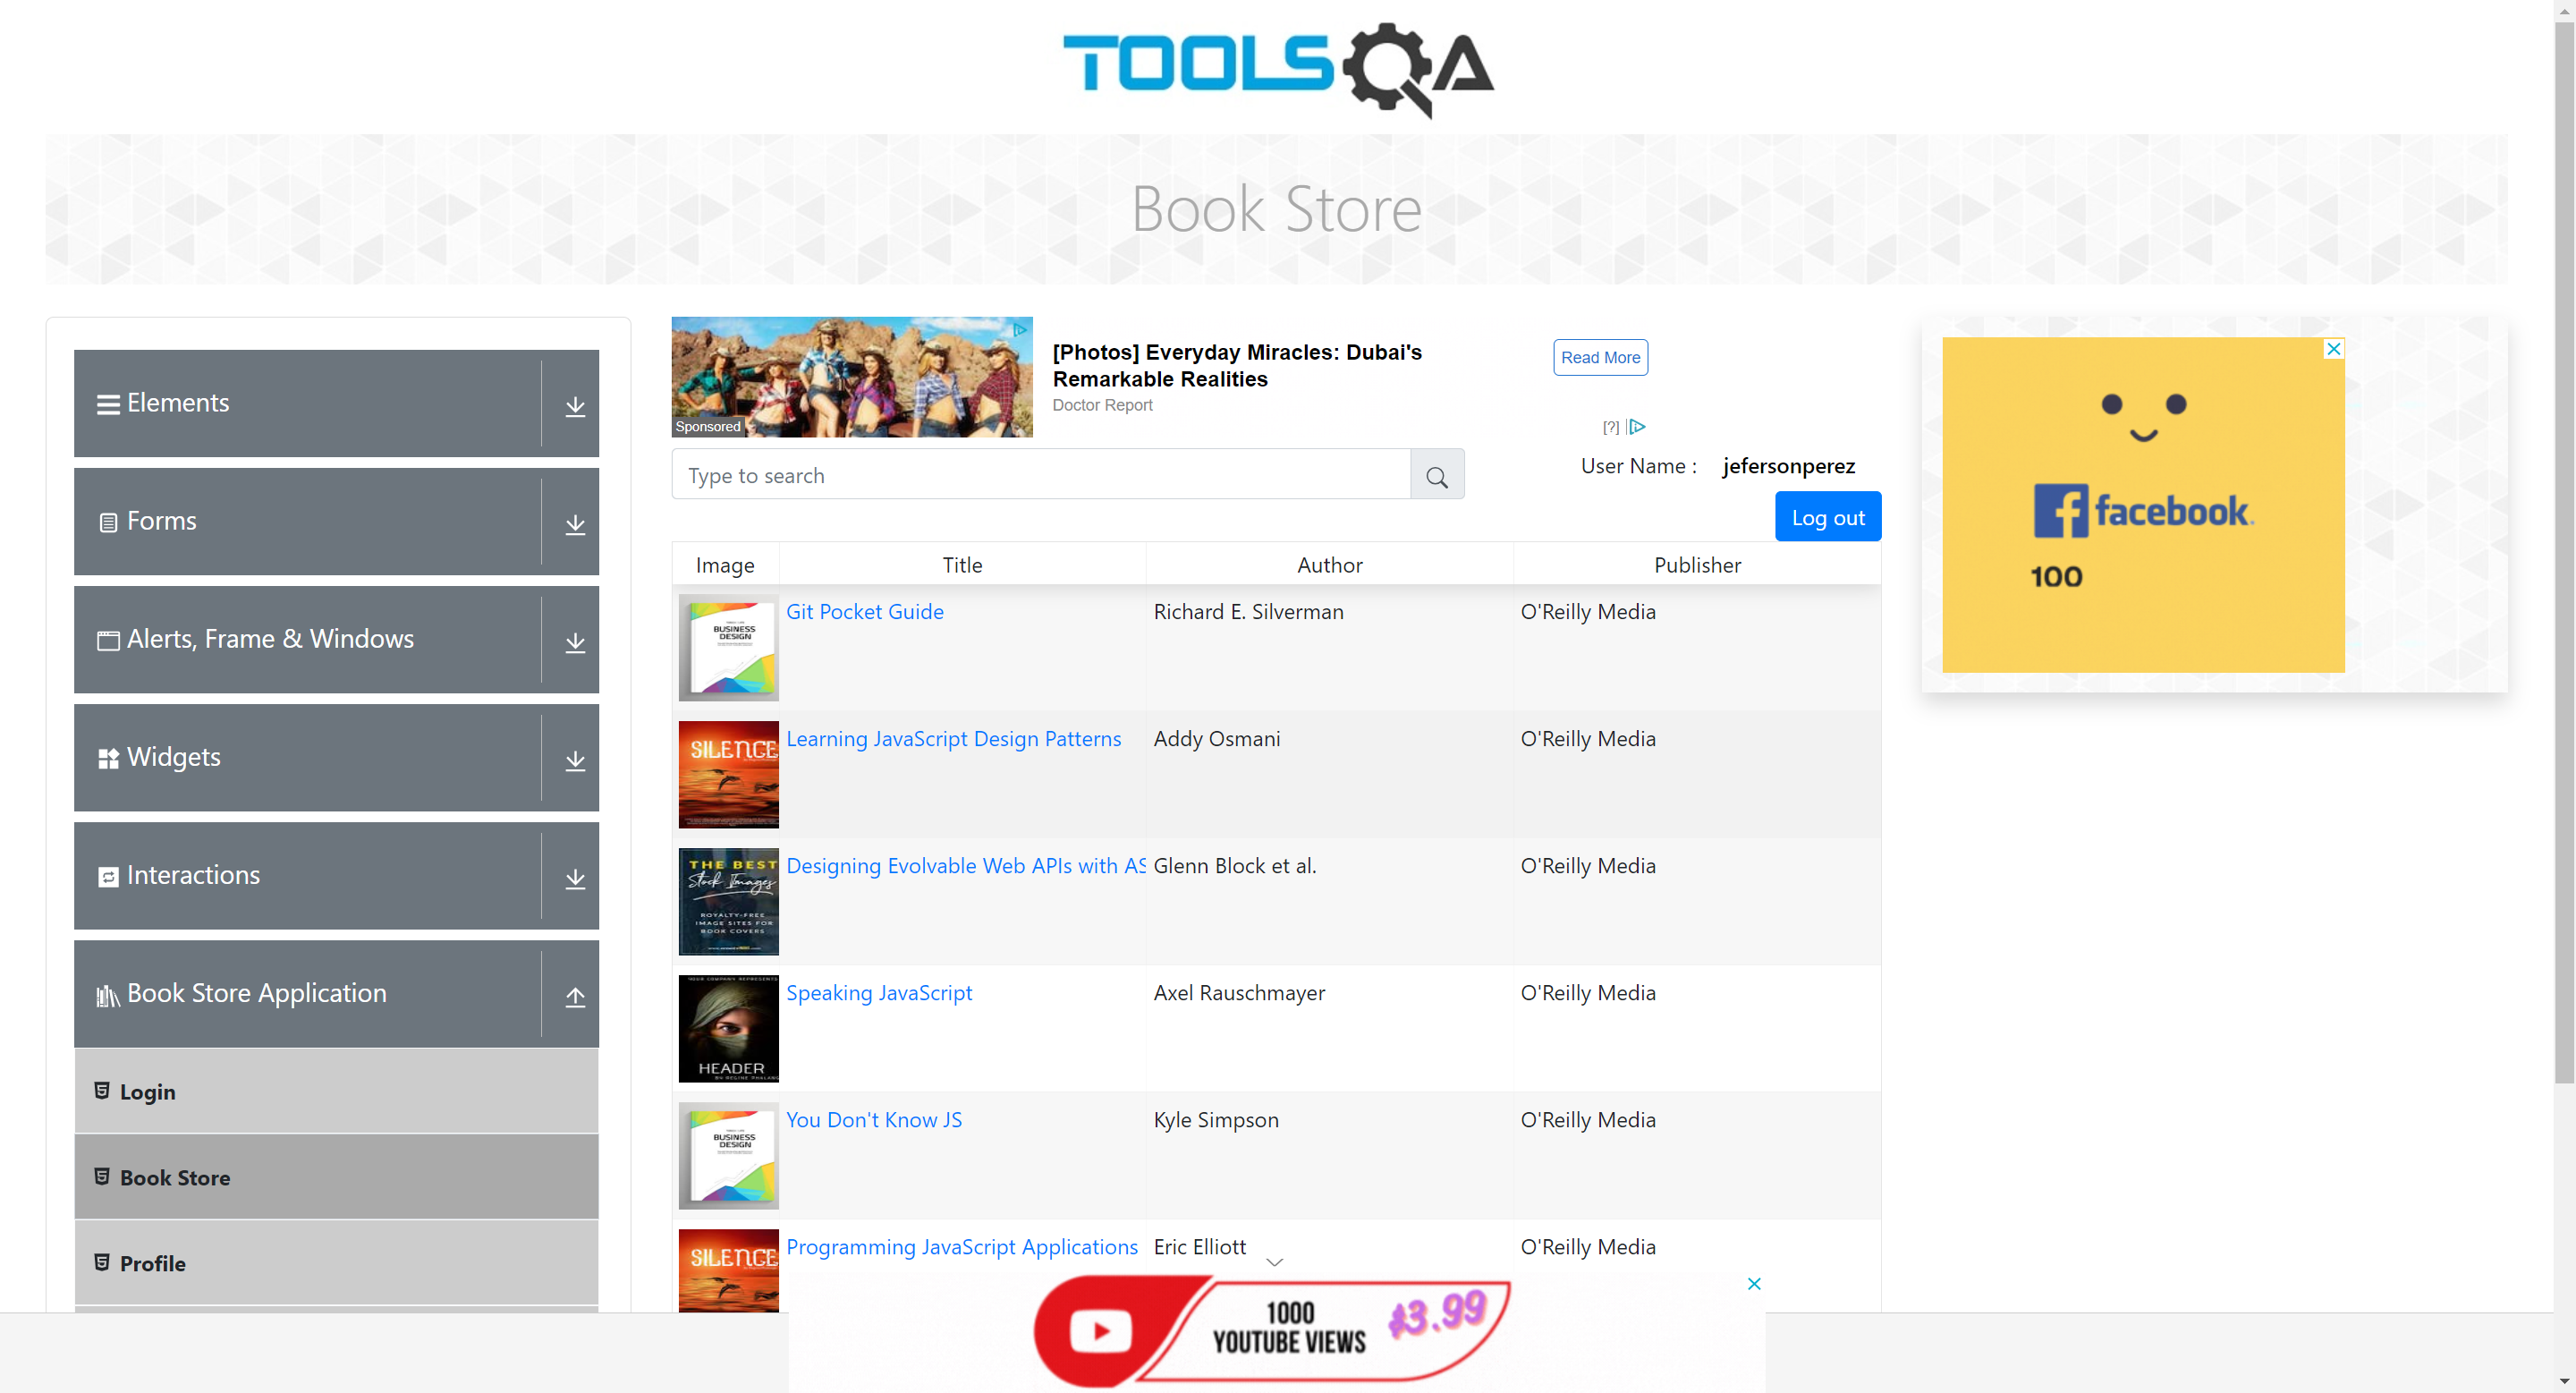 TOOLSQA
Book Store
Elements
Forms
Alerts, Frame & Windows
Widgets
Interactions
Book Store Application
Login
Book Store
Profile
Sponsored
[Photos] Everyday Miracles: Dubai's
Remarkable Realities
Doctor Report
Read More
[?]
Type to search
User Name : jefersonperez
Log out
Image Title Author Publisher
BUSINESS
DESIGN
Git Pocket Guide Richard E. Silverman O'Reilly Media
SILENCE
Learning JavaScript Design Patterns Addy Osmani O'Reilly Media
THE BEST
Stock Images
ROYALTY-FREE
IMAGE SITES FOR
BOOK COVERS
Designing Evolvable Web APIs with AS Glenn Block et al. O'Reilly Media
HEADER
Speaking JavaScript Axel Rauschmayer O'Reilly Media
BUSINESS
DESIGN
You Don't Know JS Kyle Simpson O'Reilly Media
SILENCE
Programming JavaScript Applications Eric Elliott O'Reilly Media
facebook
100
1000
YOUTUBE VIEWS
$3.99